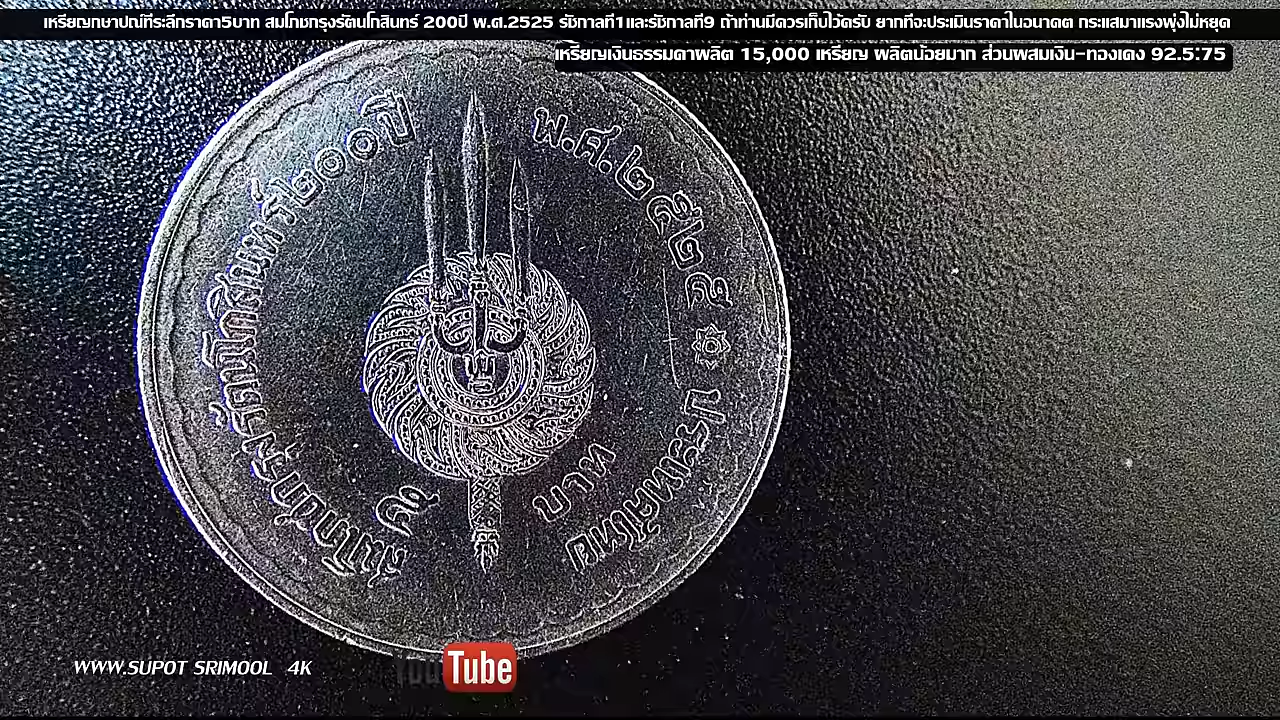 เหรียญกษาปณ์ที่ระลึกราคา5บาท สมโภชกรุงรัตนโกสินทร์ 200ปี พ.ศ.2525 รัชกาลที่1และรัชกาลที่9 ถ้าท่านมีควรเก็บไว้ครับ ยากที่จะประเมินราคาในอนาคต กระแสมาแรงพุ่งไม่หยุด
เหรียญเงินธรรมดาผลิต 15,000 เหรียญ ผลิตน้อยมาก ส่วนผสมเงิน-ทองแดง 92.5:75
สมโภชกรุงรัตนโกสินทร์ ๒๐๐ ปี
พ.ศ. ๒๕๒๕
ประเทศไทย
๕ บาท
WWW.SUPOT SRIMOOL 4K
YouTube